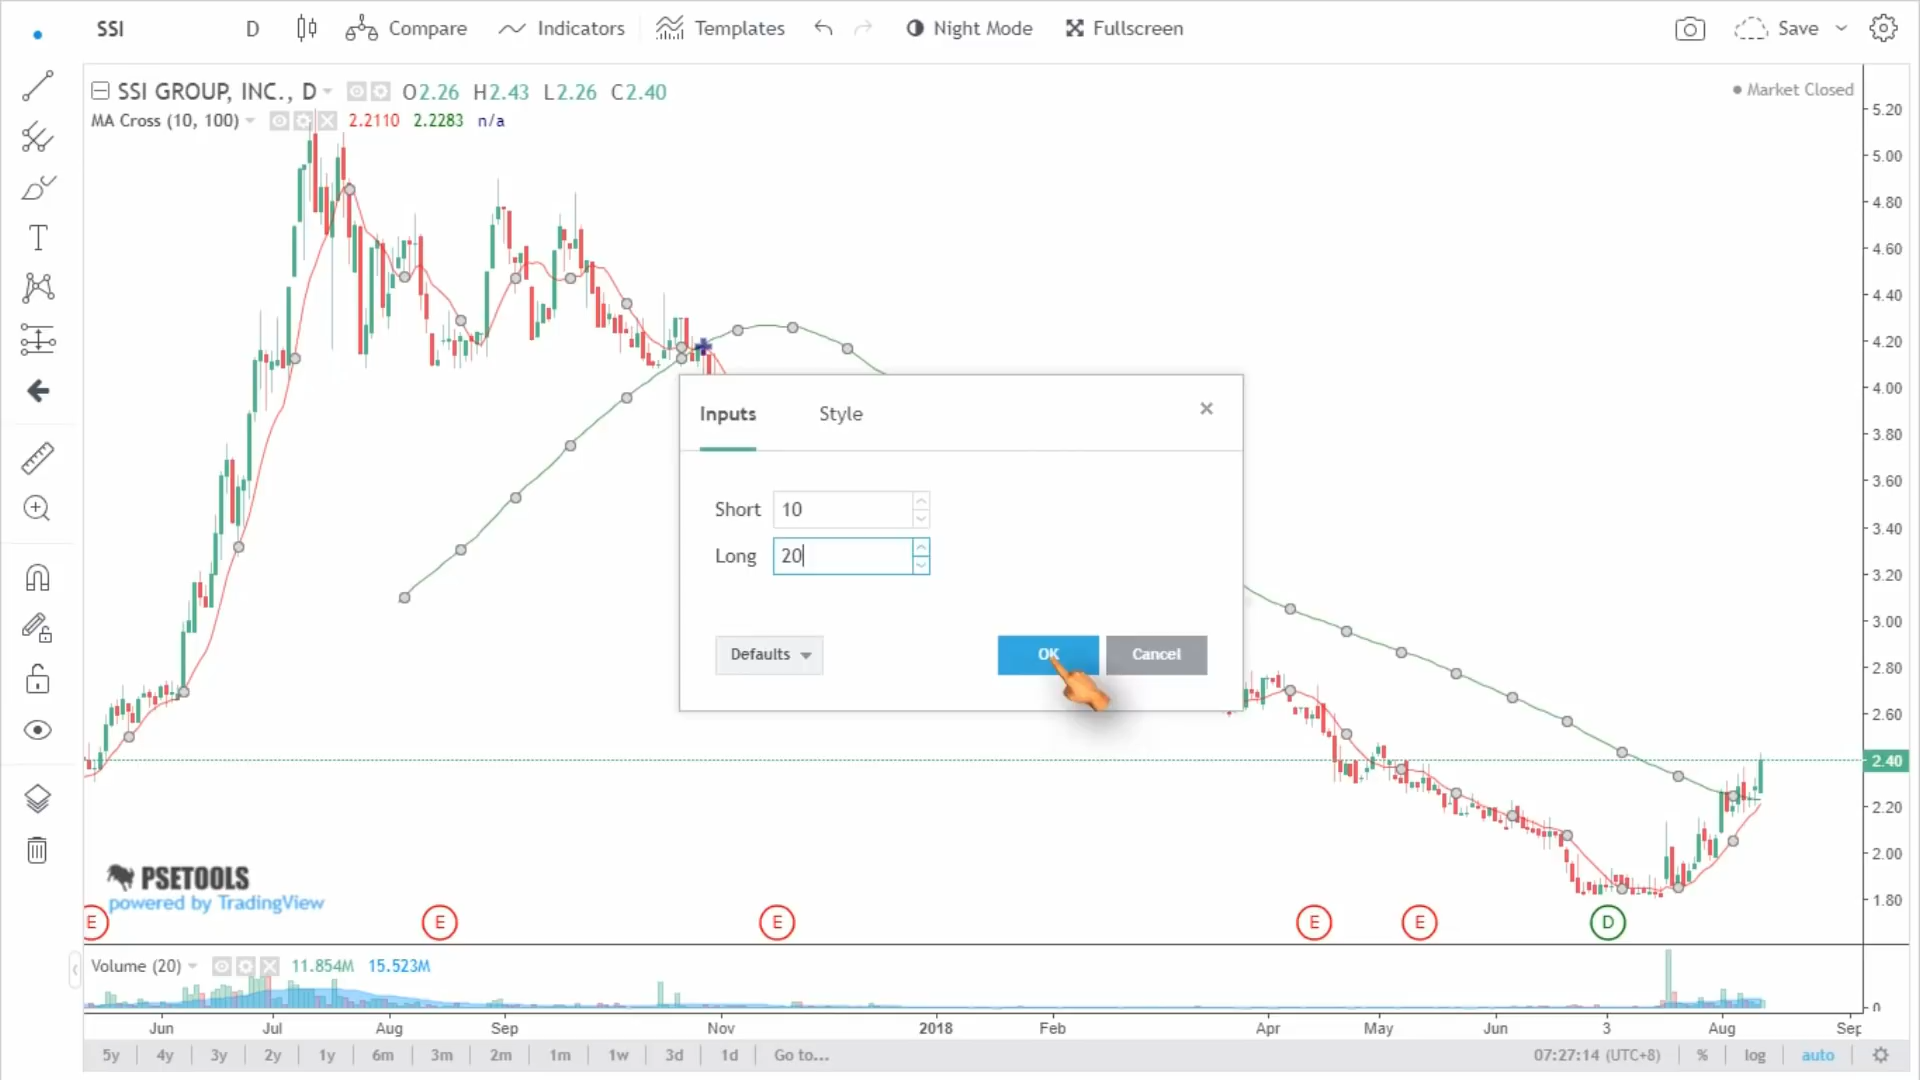 SSI D Compare Indicators Templates Night Mode Fullscreen Save
SSI GROUP, INC., D O2.26 H2.43 L2.26 C2.40
Market Closed
MA Cross (10, 100) 2.2110 2.2283 n/a
5.20
5.00
4.80
4.60
4.40
4.20
4.00
3.80
3.60
3.40
3.20
3.00
2.80
2.60
2.40
2.20
2.00
1.80
Inputs Style
Short 10
Long 20
Defaults OK Cancel
PSETOOLS
powered by TradingView
E E E E E D
Volume (20) 11.854M 15.523M
0
Jun Jul Aug Sep Nov 2018 Feb Apr May Jun 3 Aug Sep
5y 4y 3y 2y 1y 6m 3m 2m 1m 1w 3d 1d Go to... 07:27:14 (UTC+8) % log auto